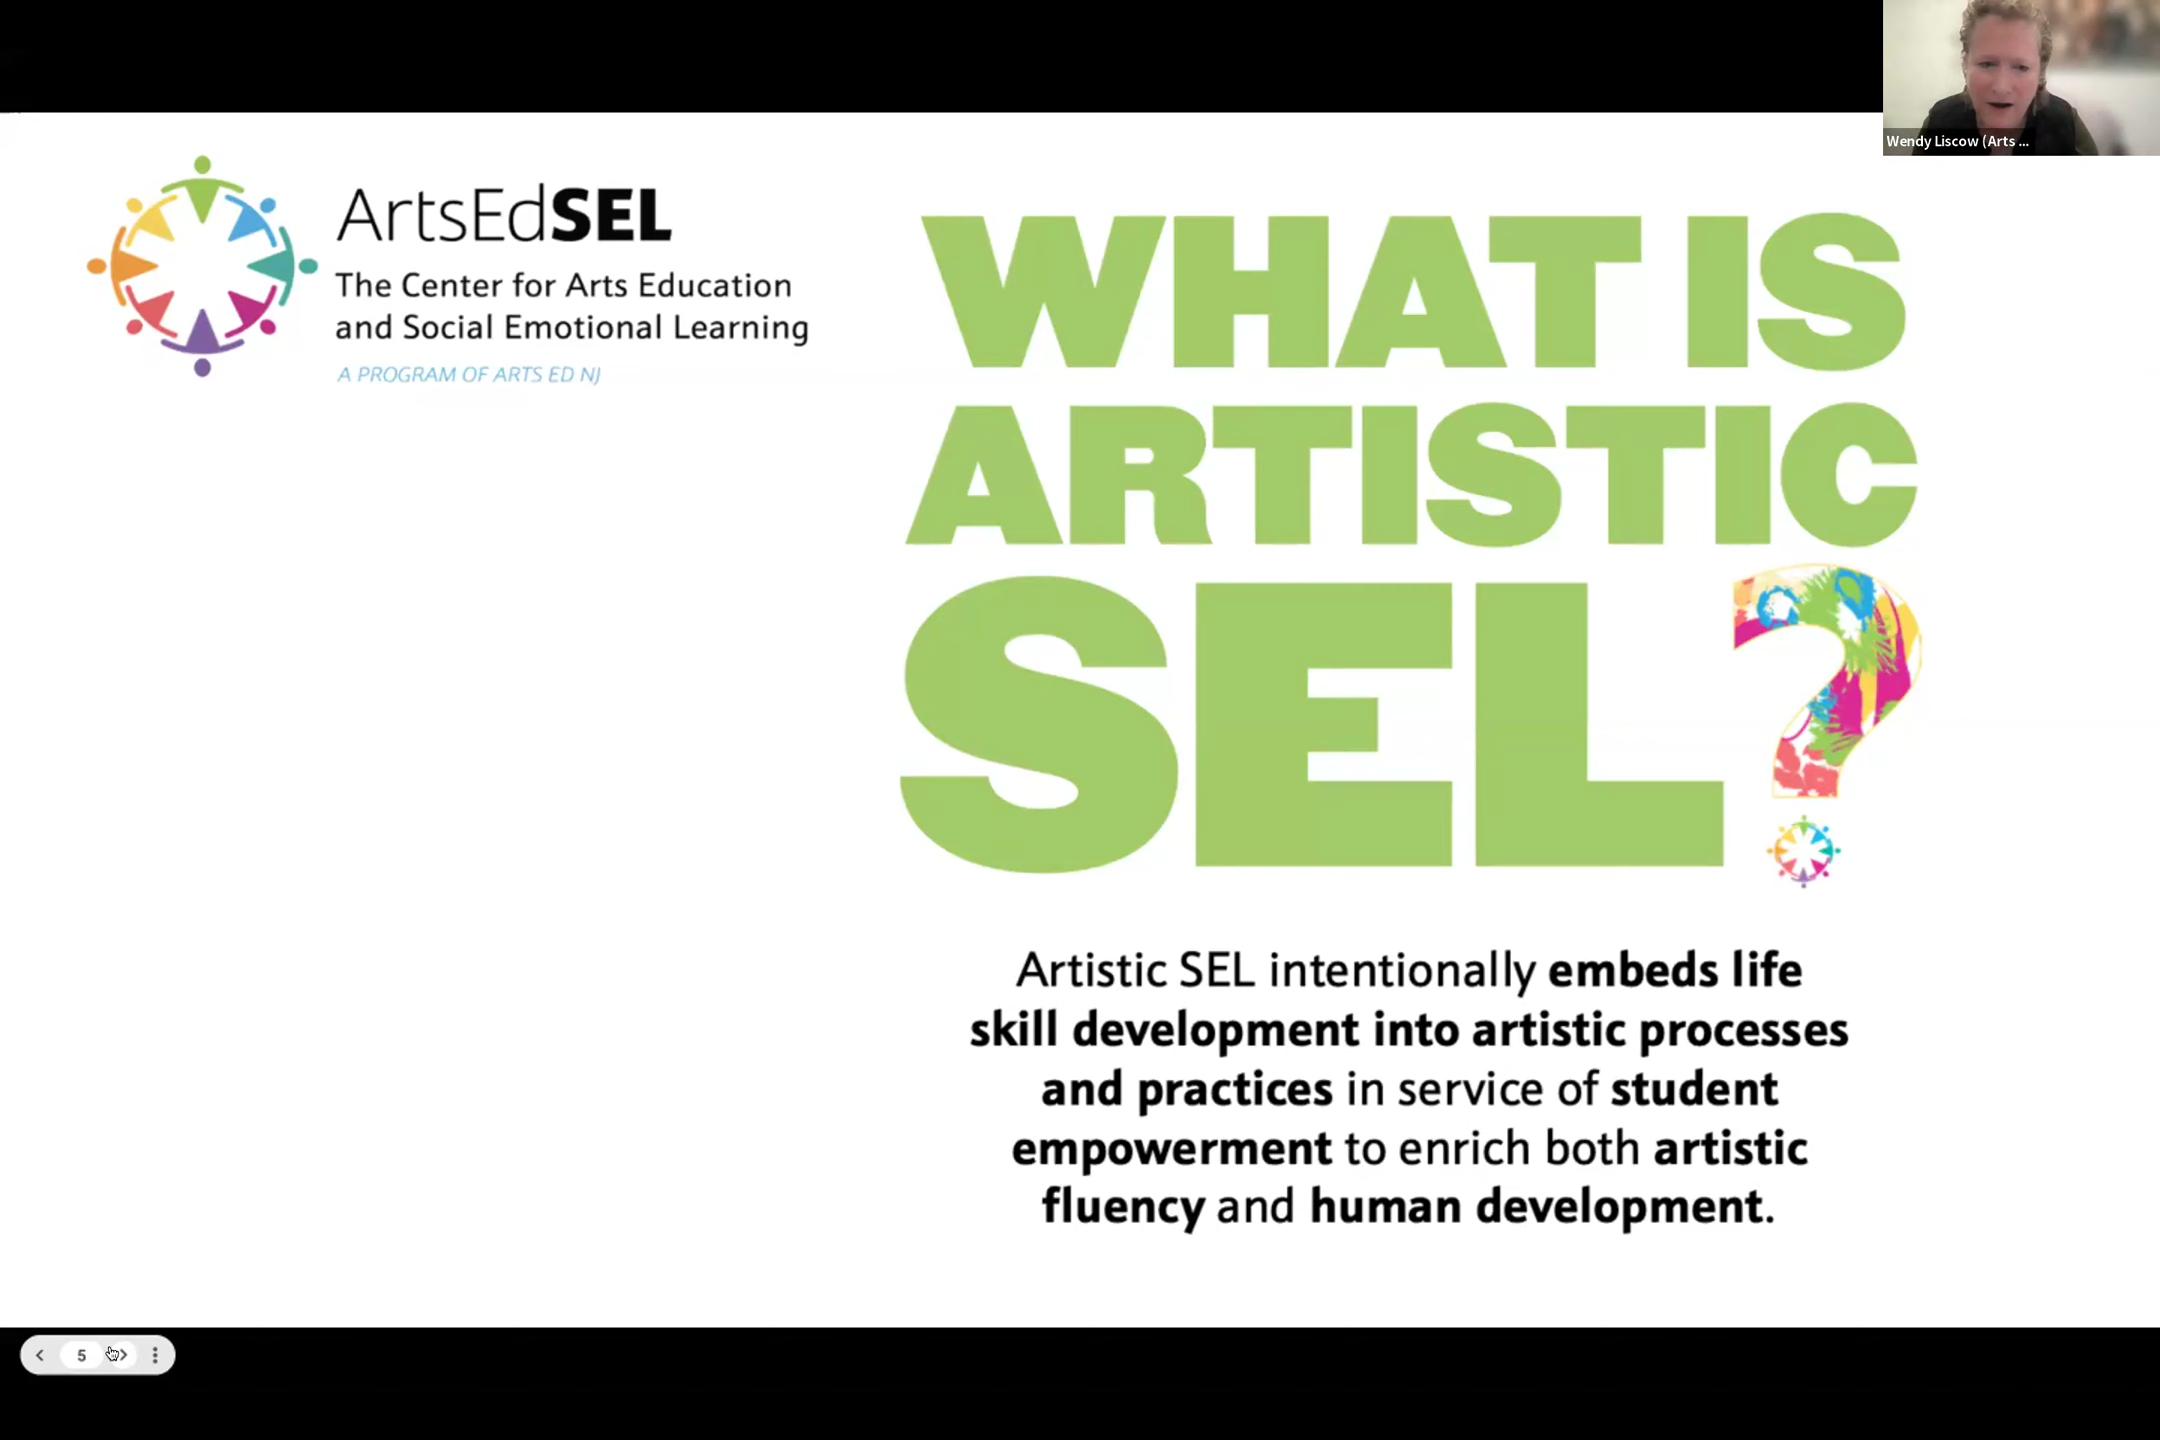 Wendy Liscow (Arts ...
ArtsEdSEL
The Center for Arts Education
and Social Emotional Learning
A PROGRAM OF ARTS ED NJ
WHAT IS
ARTISTIC
SEL?
Artistic SEL intentionally embeds life
skill development into artistic processes
and practices in service of student
empowerment to enrich both artistic
fluency and human development.
5